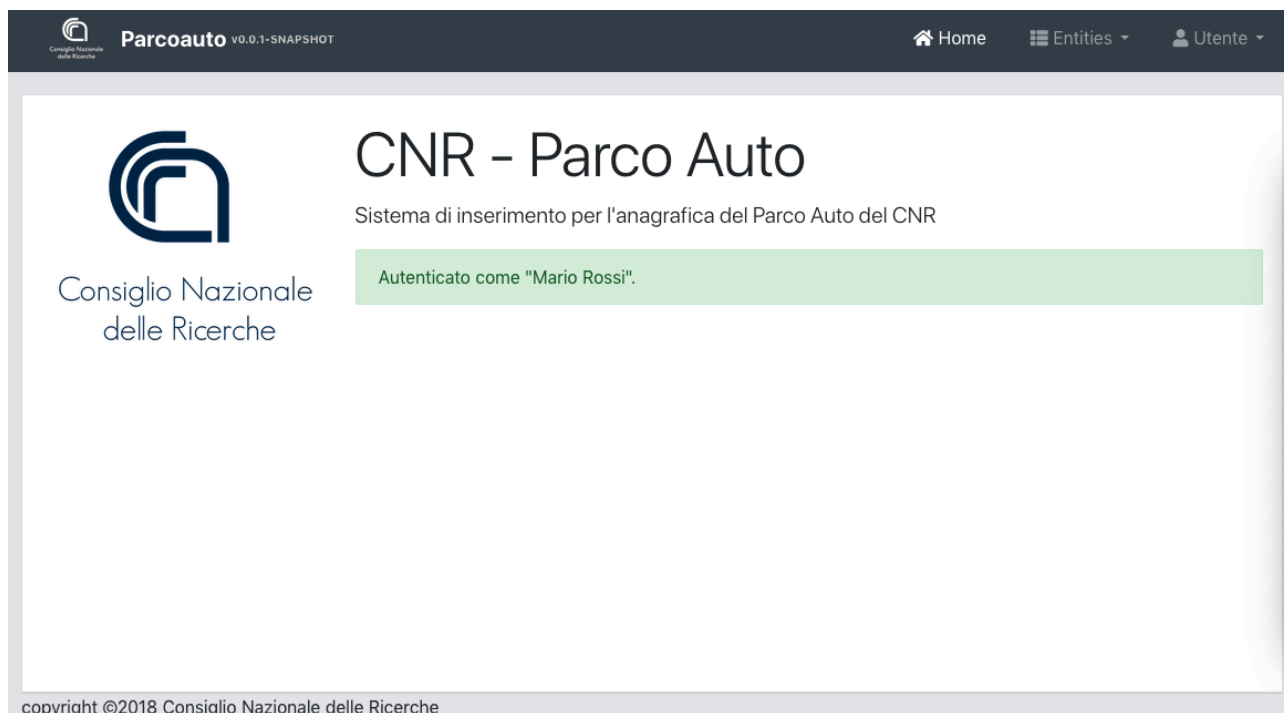 Consiglio Nazionale
delle Ricerche
Parcoauto v0.0.1-SNAPSHOT
Home
Entities
Utente
CNR - Parco Auto
Sistema di inserimento per l'anagrafica del Parco Auto del CNR
Autenticato come "Mario Rossi".
Consiglio Nazionale
delle Ricerche
copyright ©2018 Consiglio Nazionale delle Ricerche